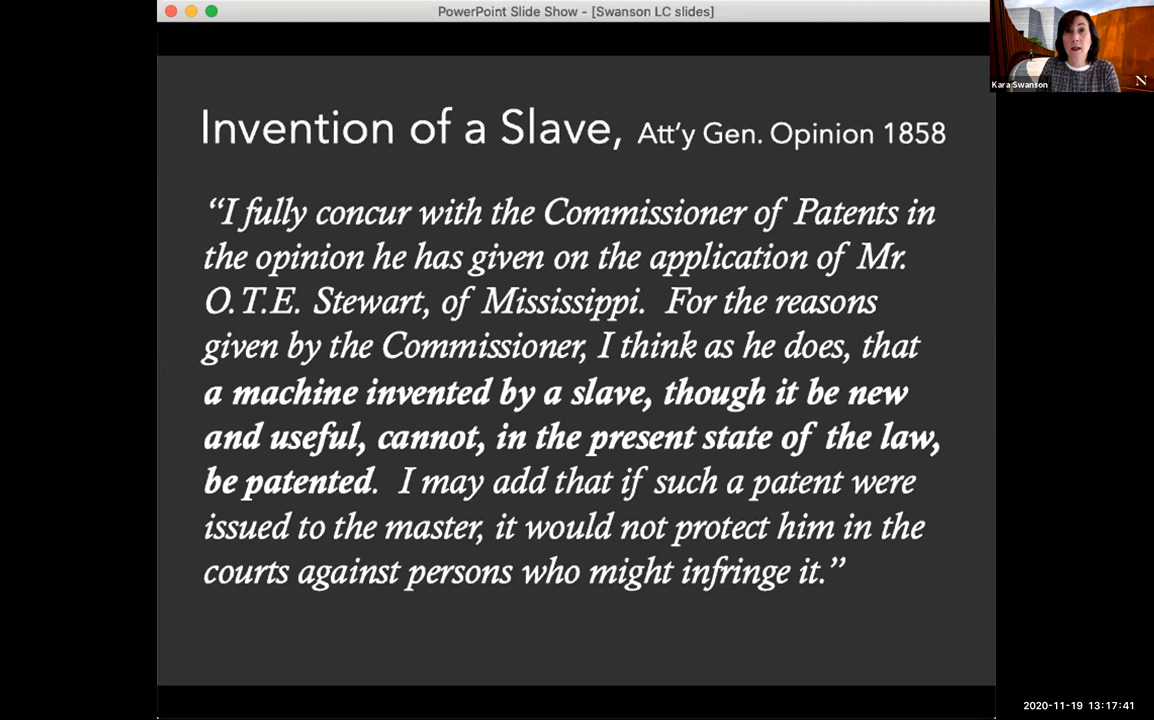 PowerPoint Slide Show - [Swanson LC slides]
Kara Swanson
N
Invention of a Slave, Att’y Gen. Opinion 1858
“I fully concur with the Commissioner of Patents in
the opinion he has given on the application of Mr.
O.T.E. Stewart, of Mississippi. For the reasons
given by the Commissioner, I think as he does, that
a machine invented by a slave, though it be new
and useful, cannot, in the present state of the law,
be patented. I may add that if such a patent were
issued to the master, it would not protect him in the
courts against persons who might infringe it.”
2020-11-19 13:17:41